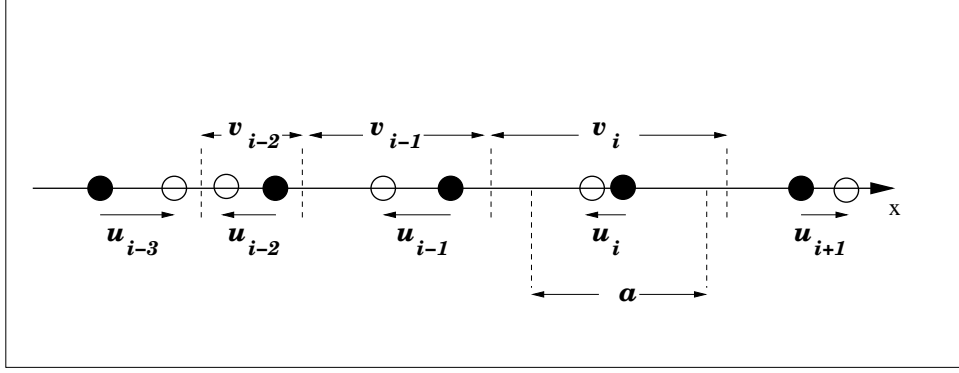 v i−2 v i−1 v i
x
u i−3 u i−2 u i−1 u i u i+1
a